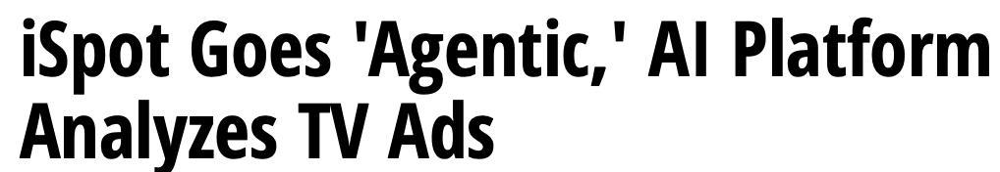 iSpot Goes 'Agentic,' AI Platform
Analyzes TV Ads